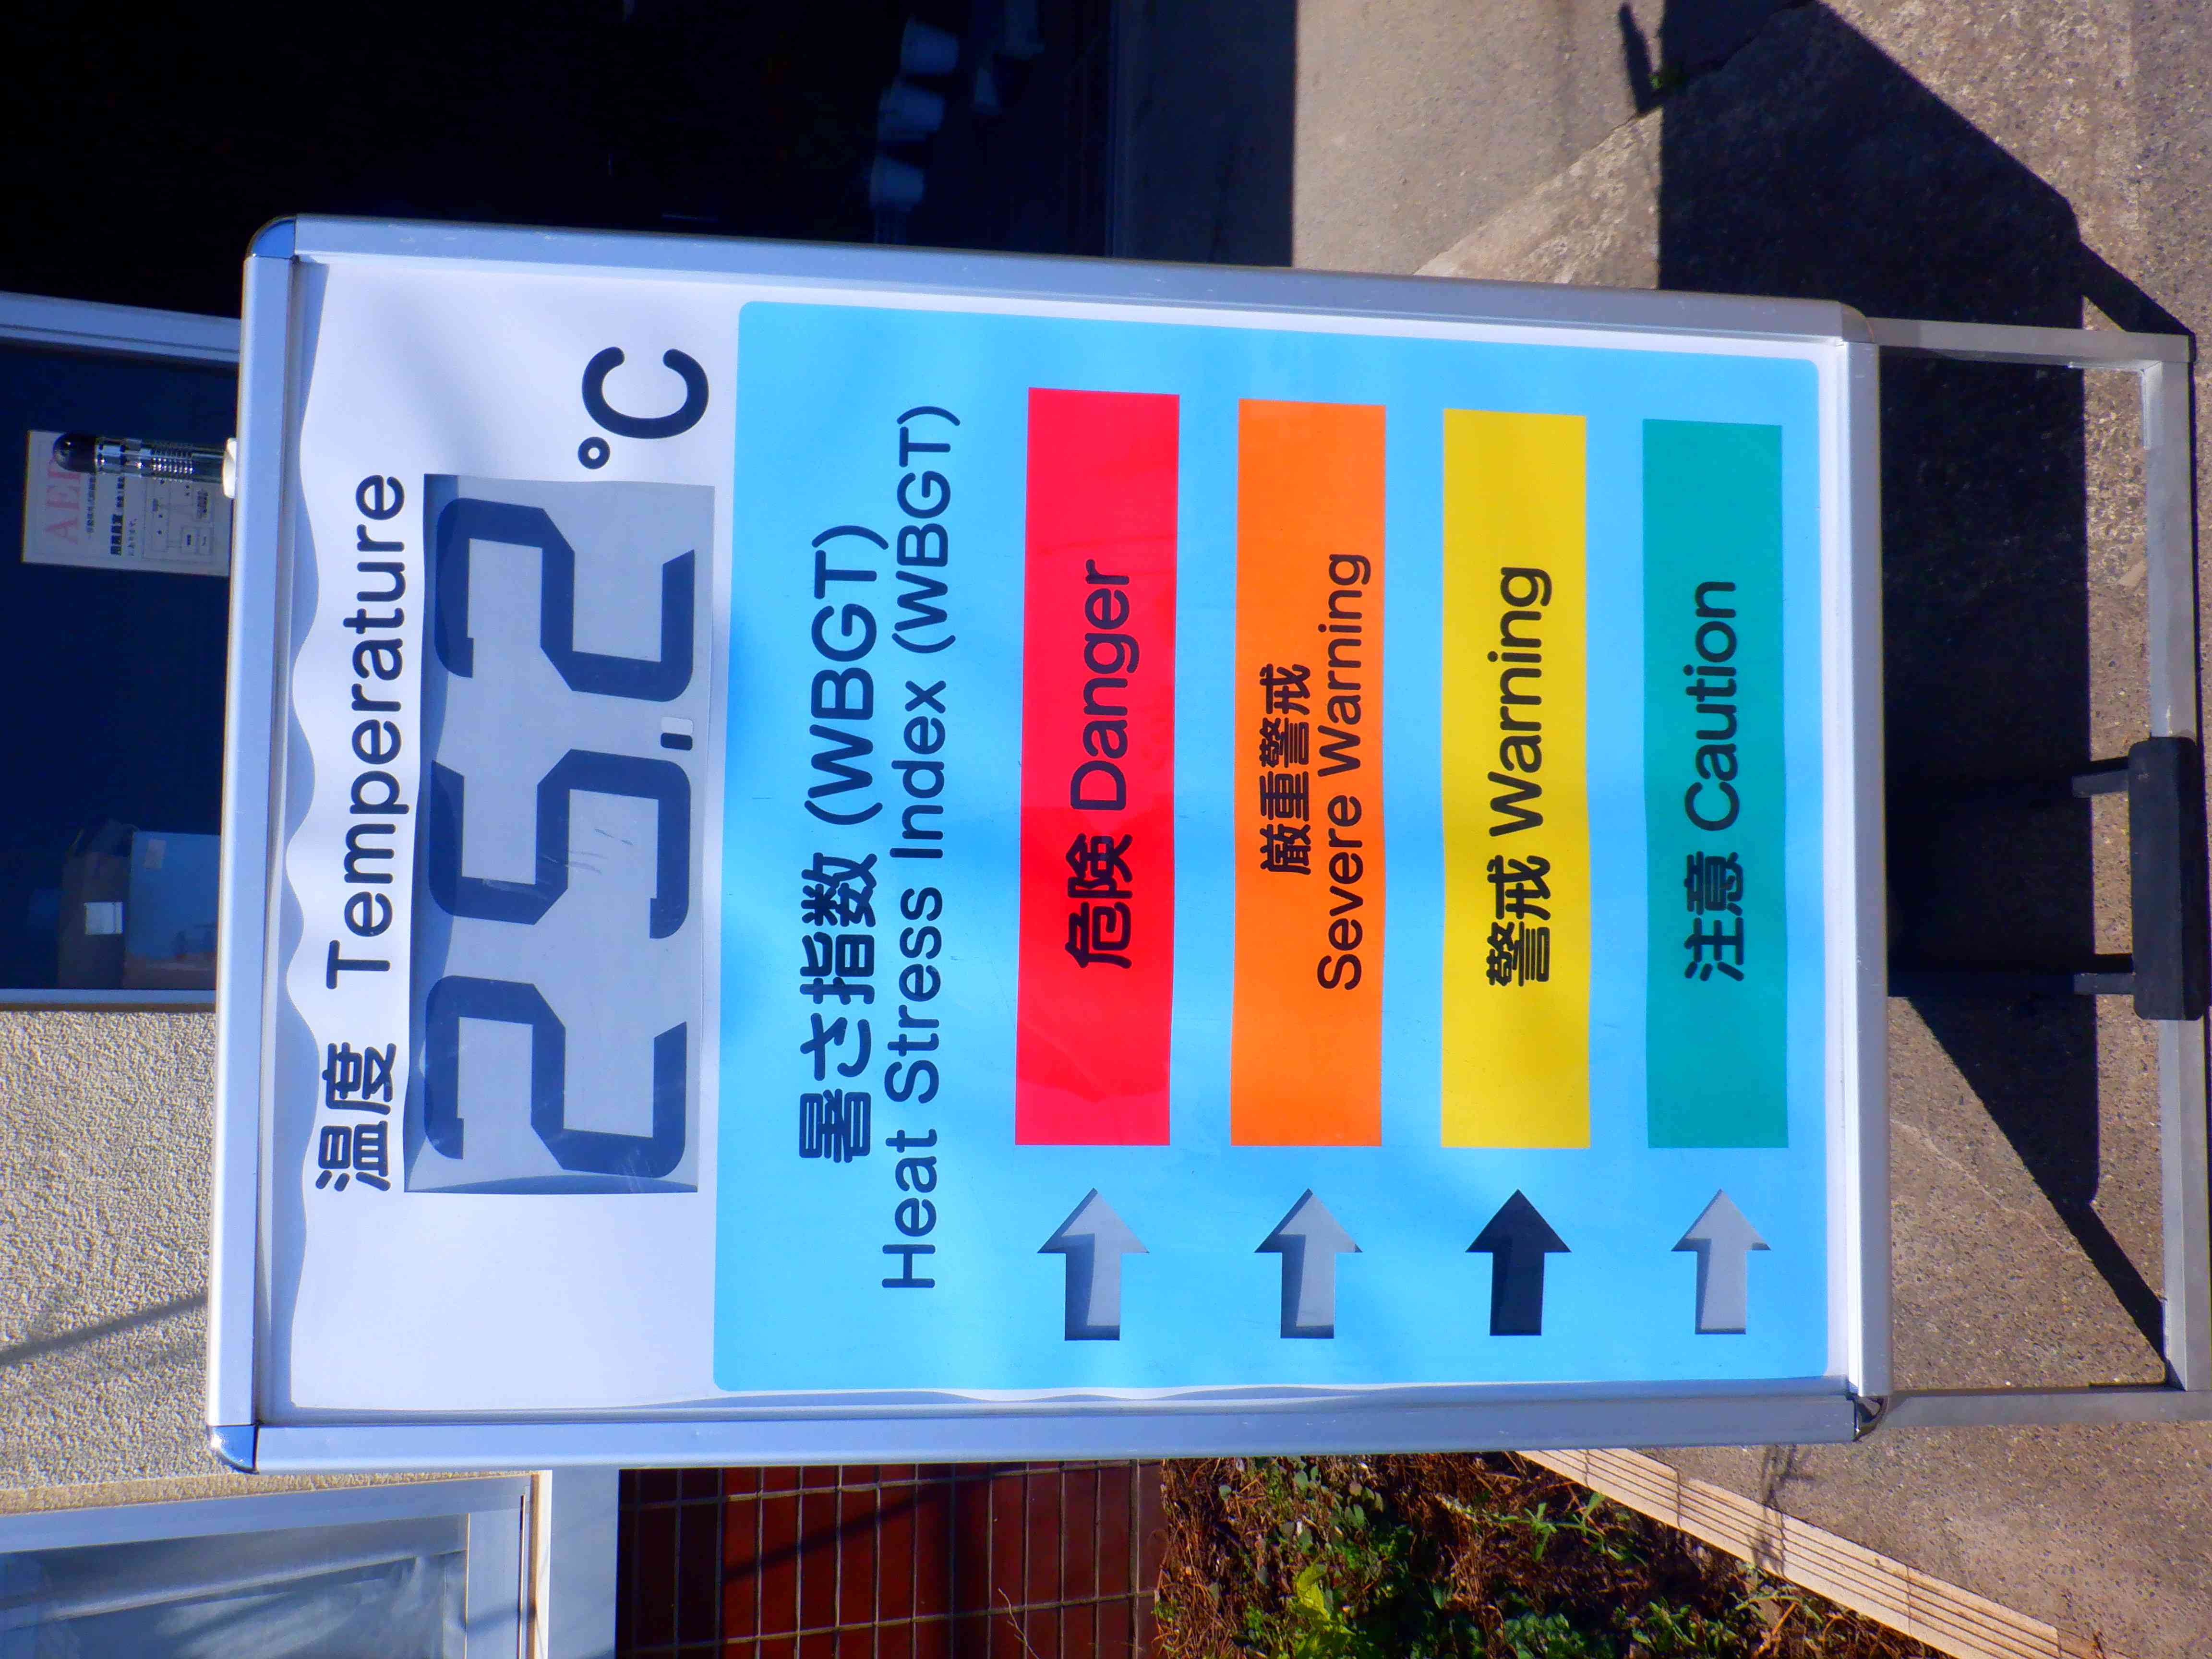 温度 Temperature
25.2 °C
暑さ指数 (WBGT)
Heat Stress Index (WBGT)
危険 Danger
厳重警戒
Severe Warning
警戒 Warning
注意 Caution
AED